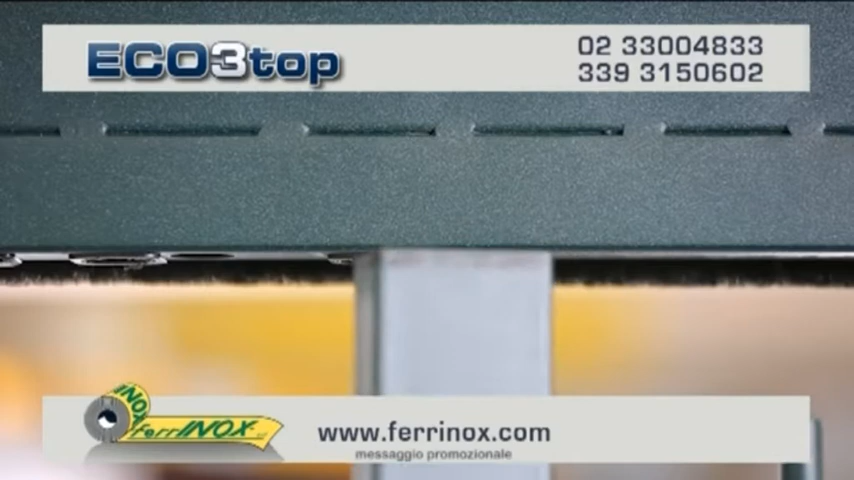 ECO3top
02 33004833
339 3150602
INOX
ferrINOX
www.ferrinox.com
messaggio promozionale